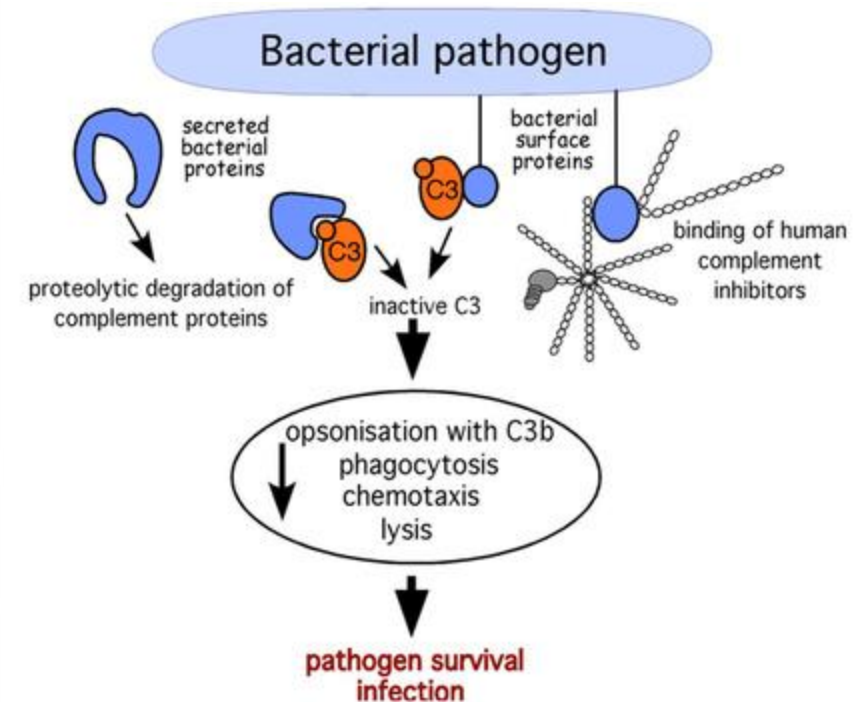 Bacterial pathogen
secreted
bacterial
proteins
bacterial
surface
proteins
C3
C3
binding of human
complement
inhibitors
proteolytic degradation of
complement proteins
inactive C3
opsonisation with C3b
phagocytosis
chemotaxis
lysis
pathogen survival
infection